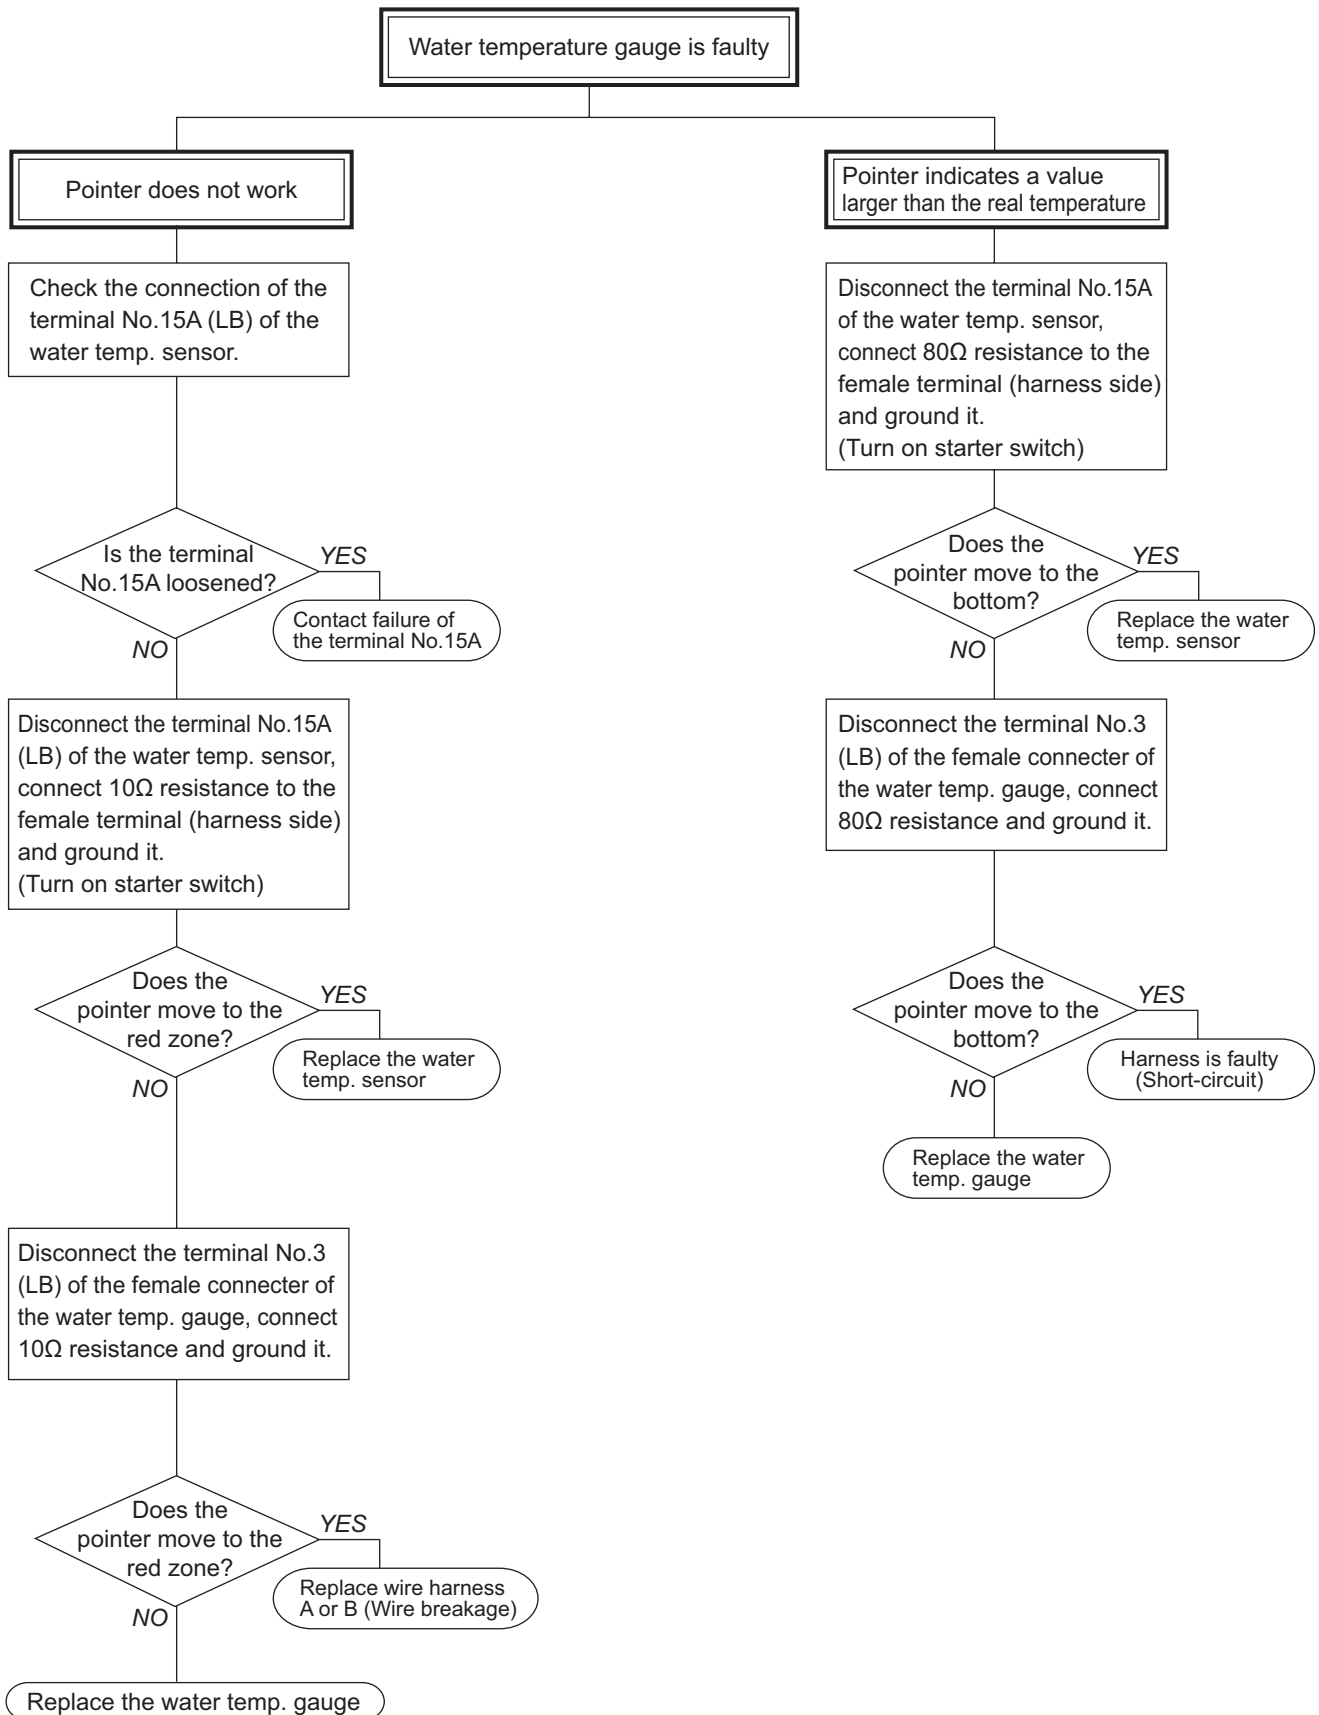 Water temperature gauge is faulty
Pointer does not work
Check the connection of the
terminal No.15A (LB) of the
water temp. sensor.
Is the terminal
No.15A loosened?
YES
Contact failure of
the terminal No.15A
NO
Disconnect the terminal No.15A
(LB) of the water temp. sensor,
connect 10Ω resistance to the
female terminal (harness side)
and ground it.
(Turn on starter switch)
Does the
pointer move to the
red zone?
YES
Replace the water
temp. sensor
NO
Disconnect the terminal No.3
(LB) of the female connecter of
the water temp. gauge, connect
10Ω resistance and ground it.
Does the
pointer move to the
red zone?
YES
Replace wire harness
A or B (Wire breakage)
NO
Replace the water temp. gauge
Pointer indicates a value
larger than the real temperature
Disconnect the terminal No.15A
of the water temp. sensor,
connect 80Ω resistance to the
female terminal (harness side)
and ground it.
(Turn on starter switch)
Does the
pointer move to the
bottom?
YES
Replace the water
temp. sensor
NO
Disconnect the terminal No.3
(LB) of the female connecter of
the water temp. gauge, connect
80Ω resistance and ground it.
Does the
pointer move to the
bottom?
YES
Harness is faulty
(Short-circuit)
NO
Replace the water
temp. gauge